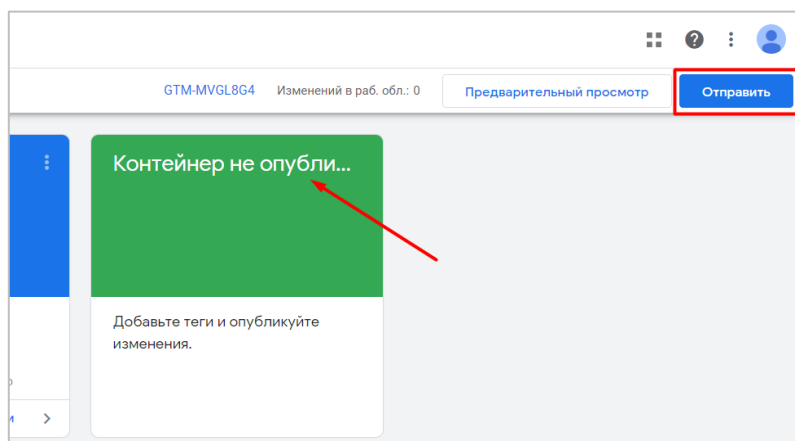 GTM-MVGL8G4 Изменений в раб. обл.: 0 Предварительный просмотр Отправить
Контейнер не опубли...
Добавьте теги и опубликуйте
изменения.